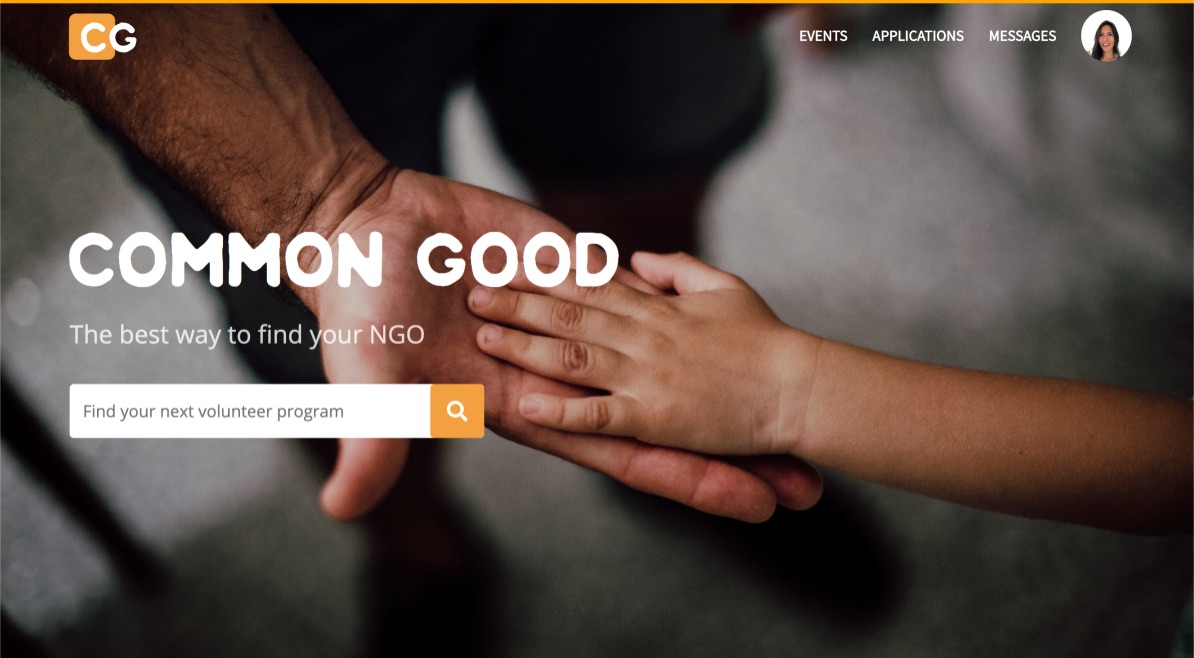 CG
EVENTS
APPLICATIONS
MESSAGES
COMMON GOOD
The best way to find your NGO
Find your next volunteer program